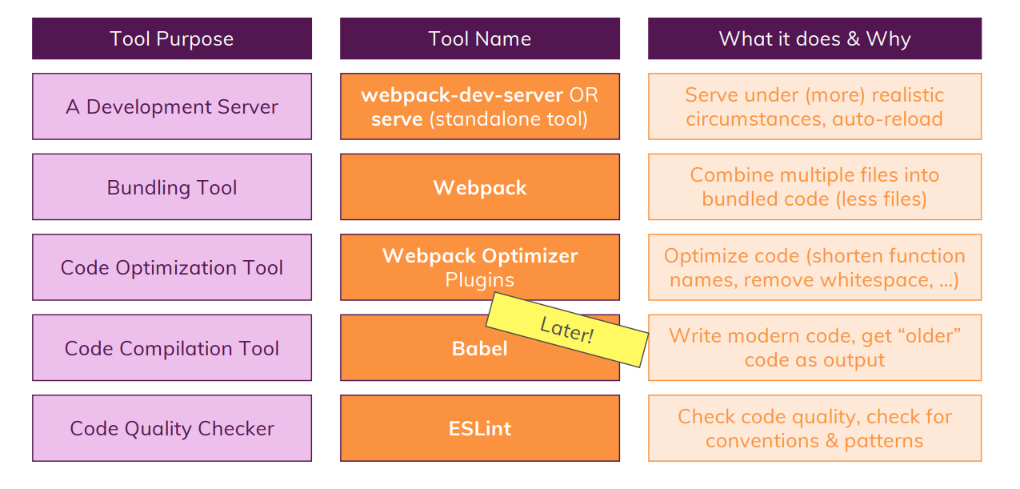 Tool Purpose
Tool Name
What it does & Why
A Development Server
webpack-dev-server OR
serve (standalone tool)
Serve under (more) realistic
circumstances, auto-reload
Bundling Tool
Webpack
Combine multiple files into
bundled code (less files)
Code Optimization Tool
Webpack Optimizer
Plugins
Optimize code (shorten function
names, remove whitespace, …)
Later!
Code Compilation Tool
Babel
Write modern code, get “older”
code as output
Code Quality Checker
ESLint
Check code quality, check for
conventions & patterns